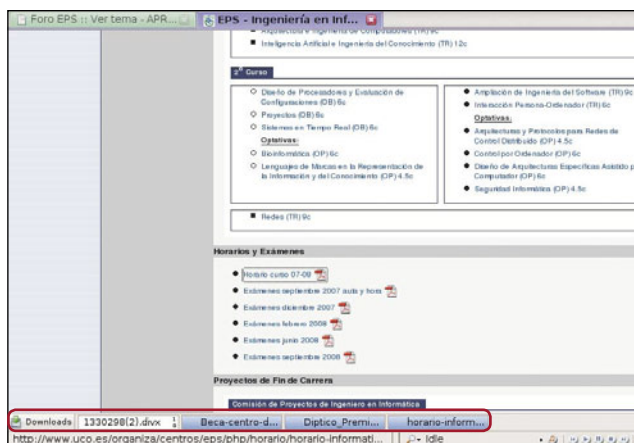 Foro EPS :: Ver tema - APR...
EPS - Ingeniería en Inf...
Arquitectura e Ingeniería de Computadores (TR)
Inteligencia Artificial e Ingeniería del Conocimiento (TR) 12c
2º Curso
Diseño de Procesadores y Evaluación de
Configuraciones (OB) 6c
Proyectos (OB) 6c
Sistemas en Tiempo Real (OB) 6c
Optativas:
Bioinformática (OP) 6c
Lenguajes de Marcas en la Representación de
la Información y del Conocimiento (OP) 4.5c
Ampliación de Ingeniería del Software (TR) 9c
Interacción Persona-Ordenador (TR) 6c
Optativas:
Arquitecturas y Protocolos para Redes de
Control Distribuido (OP) 4.5c
Control por Ordenador (OP) 6c
Diseño de Arquitecturas Específicas Asistido p
Computador (OP) 6c
Seguridad Informática (OP) 4.5c
Redes (TR) 9c
Horarios y Exámenes
Horario curso 07-08
Exámenes septiembre 2007 aula y hora
Exámenes diciembre 2007
Exámenes febrero 2008
Exámenes junio 2008
Exámenes septiembre 2008
Proyectos de Fin de Carrera
Comisión de Proyectos de Ingeniero en Informática
Downloads
1330298(2).divx
Beca-centro-d...
Diptico_Premi...
horario-inform...
http://www.uco.es/organiza/centros/eps/php/horario/horario-informati...
Idle